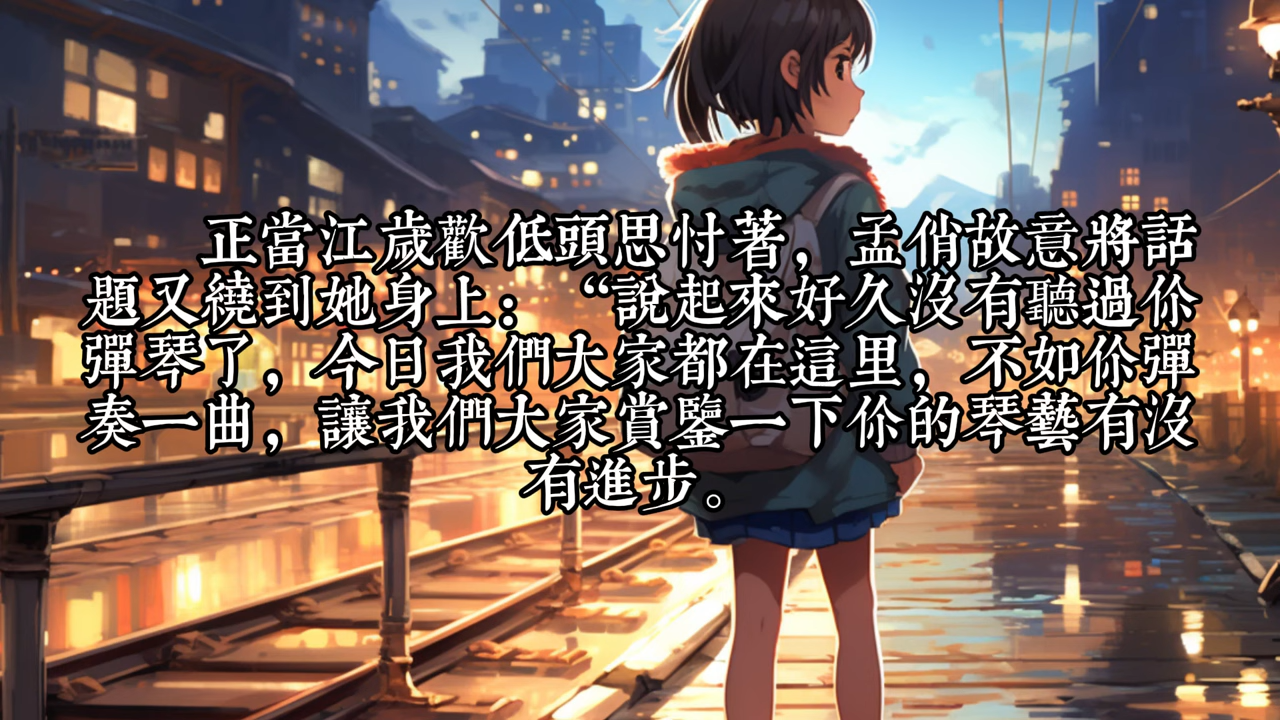 正當江歲歡低頭思忖著，孟俏故意將話
題又繞到她身上：“說起來好久沒有聽過你
彈琴了，今日我們大家都在這里，不如你彈
奏一曲，讓我們大家賞鑒一下你的琴藝有沒
有進步。